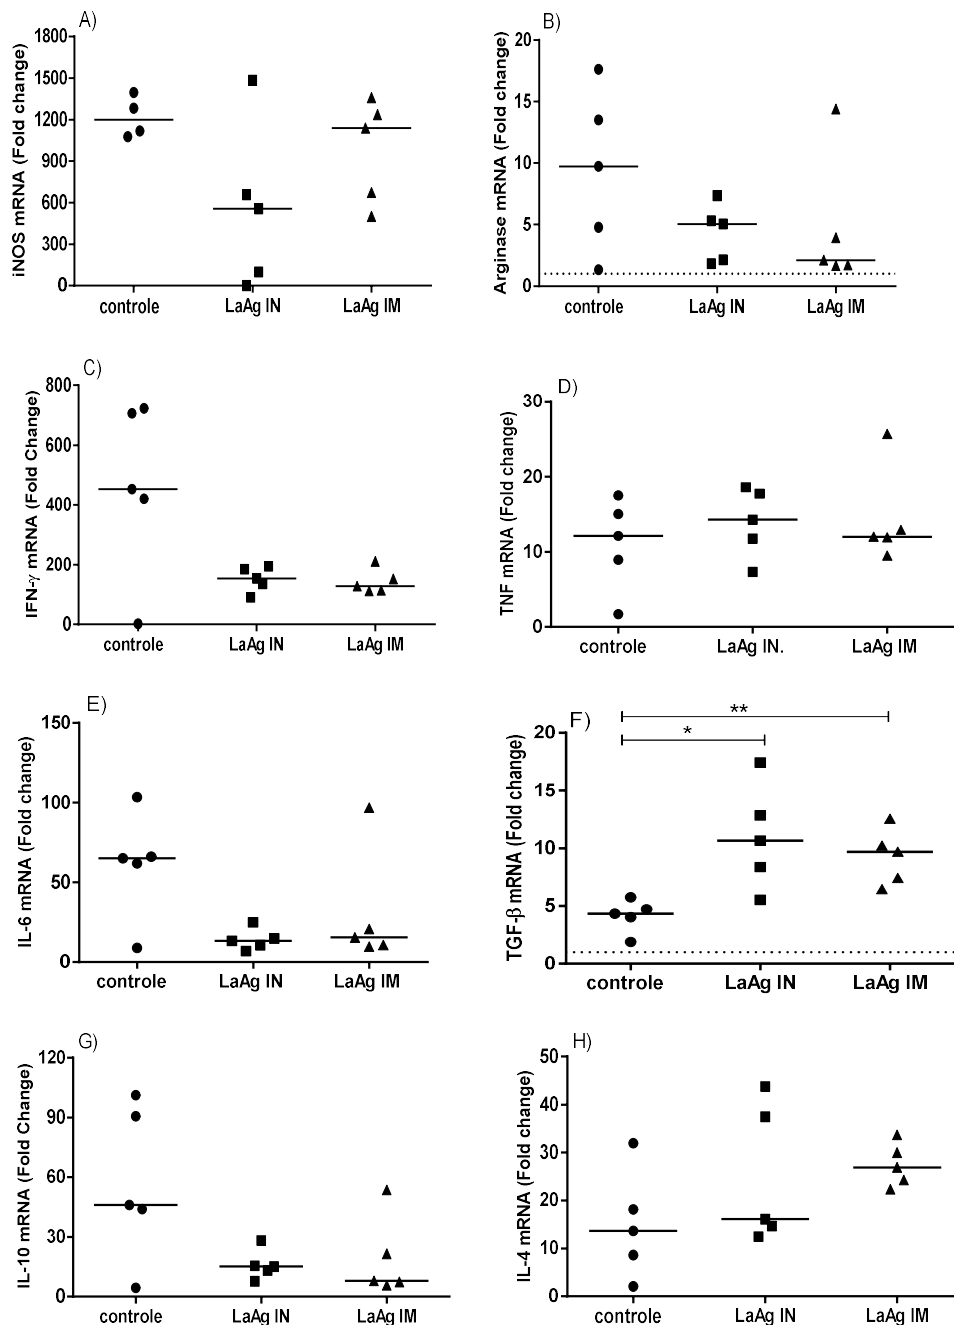 A)
iNOS mRNA (Fold change)
1800
1500
1200
900
600
300
0
controle LaAg IN LaAg IM
B)
Arginase mRNA (Fold change)
20
15
10
5
0
controle LaAg IN LaAg IM
C)
IFN-γ mRNA (Fold Change)
800
600
400
200
0
controle LaAg IN LaAg IM
D)
TNF mRNA (Fold change)
30
20
10
0
controle LaAg IN. LaAg IM
E)
IL-6 mRNA (Fold change)
150
100
50
0
controle LaAg IN LaAg IM
F)
TGF-β mRNA (Fold change)
**
*
20
15
10
5
0
controle LaAg IN LaAg IM
G)
IL-10 mRNA (Fold Change)
120
90
60
30
0
controle LaAg IN LaAg IM
H)
IL-4 mRNA (Fold change)
50
40
30
20
10
0
controle LaAg IN LaAg IM